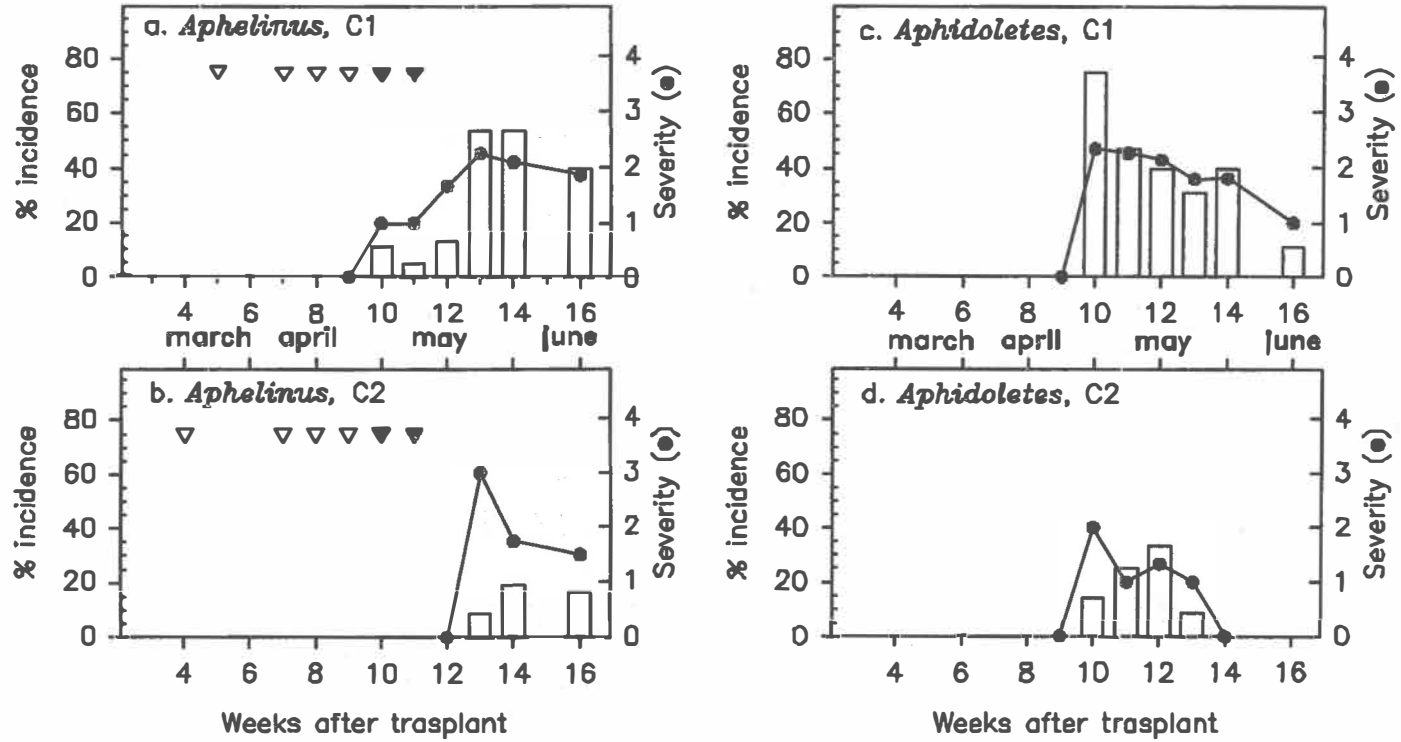 a. Aphelinus, C1
80
60
40
20
0
% incidence
4
3
2
1
0
Severity (●)
4 6 8 10 12 14 16
march april may june
c. Aphidoletes, C1
80
60
40
20
0
% incidence
4
3
2
1
0
Severity (●)
4 6 8 10 12 14 16
march april may june
b. Aphelinus, C2
80
60
40
20
0
% incidence
4
3
2
1
0
Severity (●)
4 6 8 10 12 14 16
Weeks after trasplant
d. Aphidoletes, C2
80
60
40
20
0
% incidence
4
3
2
1
0
Severity (●)
4 6 8 10 12 14 16
Weeks after trasplant